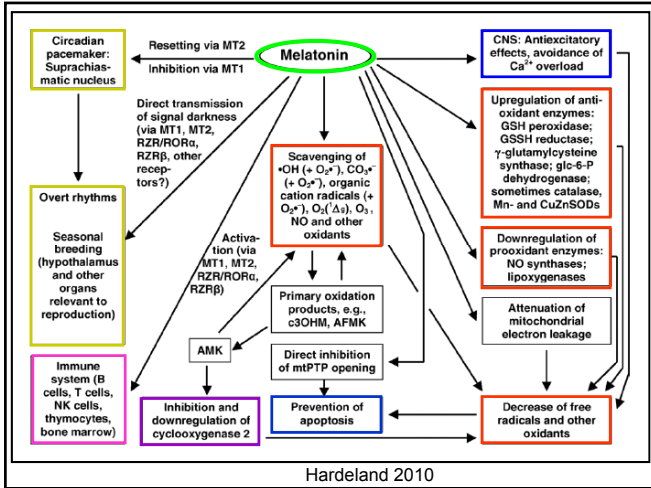 Circadian
pacemaker:
Suprachias-
matic nucleus
Resetting via MT2
Inhibition via MT1
Melatonin
CNS: Antiexcitatory
effects, avoidance of
Ca²⁺ overload
Direct transmission
of signal darkness
(via MT1, MT2,
RZR/RORα,
RZRβ, other
recep-
tors?)
Upregulation of anti-
oxidant enzymes:
GSH peroxidase;
GSSH reductase;
γ-glutamylcysteine
synthase; glc-6-P
dehydrogenase;
sometimes catalase,
Mn- and CuZnSODs
Scavenging of
•OH (+ O₂•⁻), CO₃•⁻
(+ O₂•⁻), organic
cation radicals (+
O₂•⁻), O₂(¹Δg), O₃,
NO and other
oxidants
Overt rhythms
Seasonal
breeding
(hypothalamus
and other
organs
relevant to
reproduction)
Activa-
tion (via
MT1, MT2,
RZR/RORα,
RZRβ)
Downregulation of
prooxidant enzymes:
NO synthases;
lipoxygenases
Primary oxidation
products, e.g.,
c3OHM, AFMK
Attenuation of
mitochondrial
electron leakage
AMK
Direct inhibition
of mtPTP opening
Immune
system (B
cells, T cells,
NK cells,
thymocytes,
bone marrow)
Inhibition and
downregulation of
cyclooxygenase 2
Prevention of
apoptosis
Decrease of free
radicals and other
oxidants
Hardeland 2010